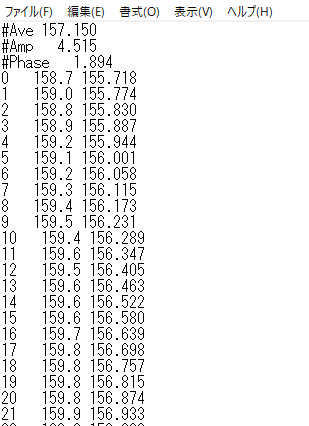 ファイル(F) 編集(E) 書式(O) 表示(V) ヘルプ(H)
#Ave 157.150
#Amp 4.515
#Phase 1.894
0 158.7 155.718
1 159.0 155.774
2 158.8 155.830
3 158.9 155.887
4 159.2 155.944
5 159.1 156.001
6 159.2 156.058
7 159.3 156.115
8 159.4 156.173
9 159.5 156.231
10 159.4 156.289
11 159.6 156.347
12 159.5 156.405
13 159.6 156.463
14 159.6 156.522
15 159.6 156.580
16 159.7 156.639
17 159.8 156.698
18 159.8 156.757
19 159.8 156.815
20 159.8 156.874
21 159.9 156.933